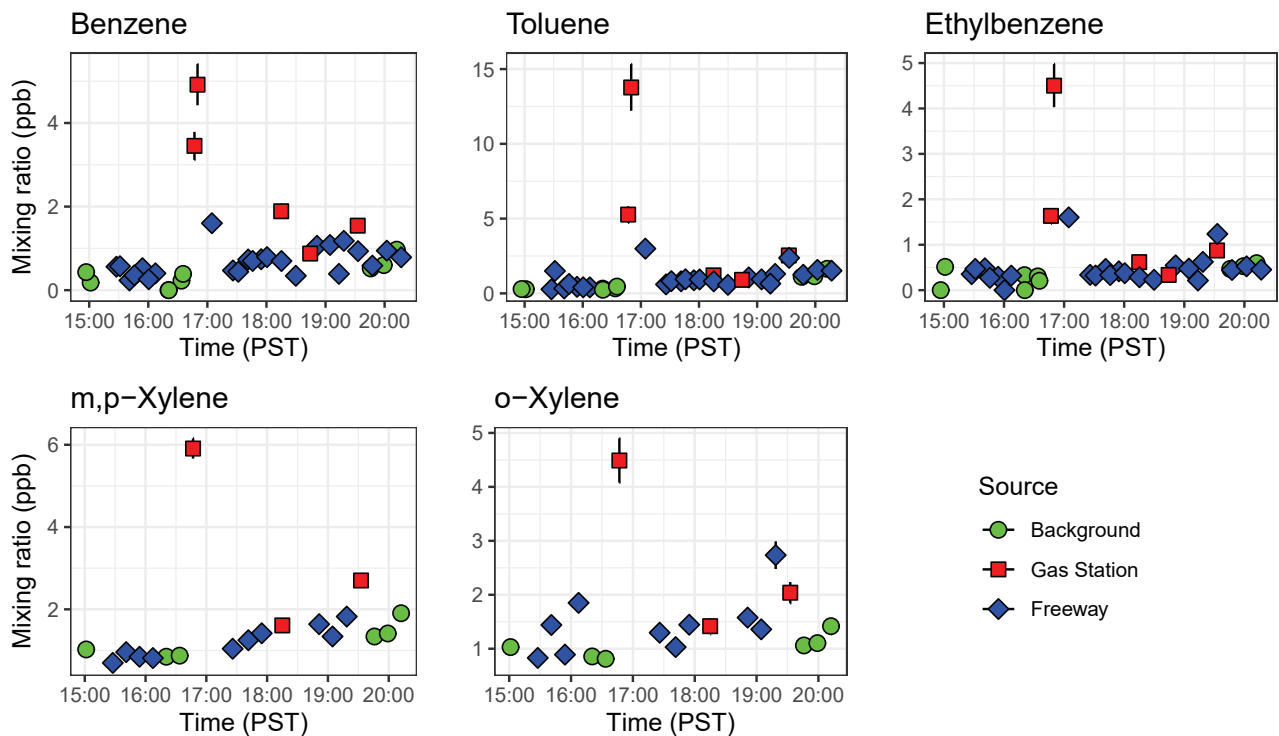 Benzene
Toluene
Ethylbenzene
Mixing ratio (ppb)
4
2
0
15:00 16:00 17:00 18:00 19:00 20:00
Time (PST)
15
10
5
0
15:00 16:00 17:00 18:00 19:00 20:00
Time (PST)
5
4
3
2
1
0
15:00 16:00 17:00 18:00 19:00 20:00
Time (PST)
m,p−Xylene
o−Xylene
Mixing ratio (ppb)
6
4
2
15:00 16:00 17:00 18:00 19:00 20:00
Time (PST)
5
4
3
2
1
15:00 16:00 17:00 18:00 19:00 20:00
Time (PST)
Source
Background
Gas Station
Freeway